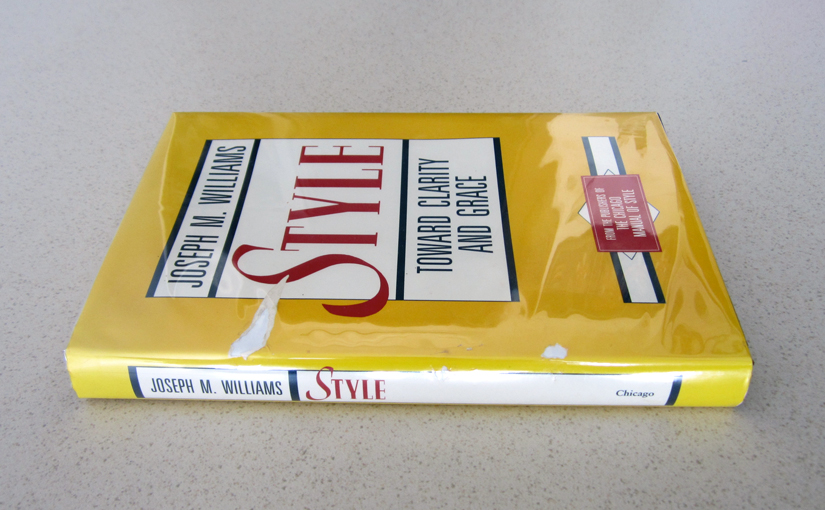 JOSEPH M. WILLIAMS
STYLE
TOWARD CLARITY
AND GRACE
FROM THE PUBLISHERS OF
THE CHICAGO
MANUAL OF STYLE
JOSEPH M. WILLIAMS
STYLE
Chicago